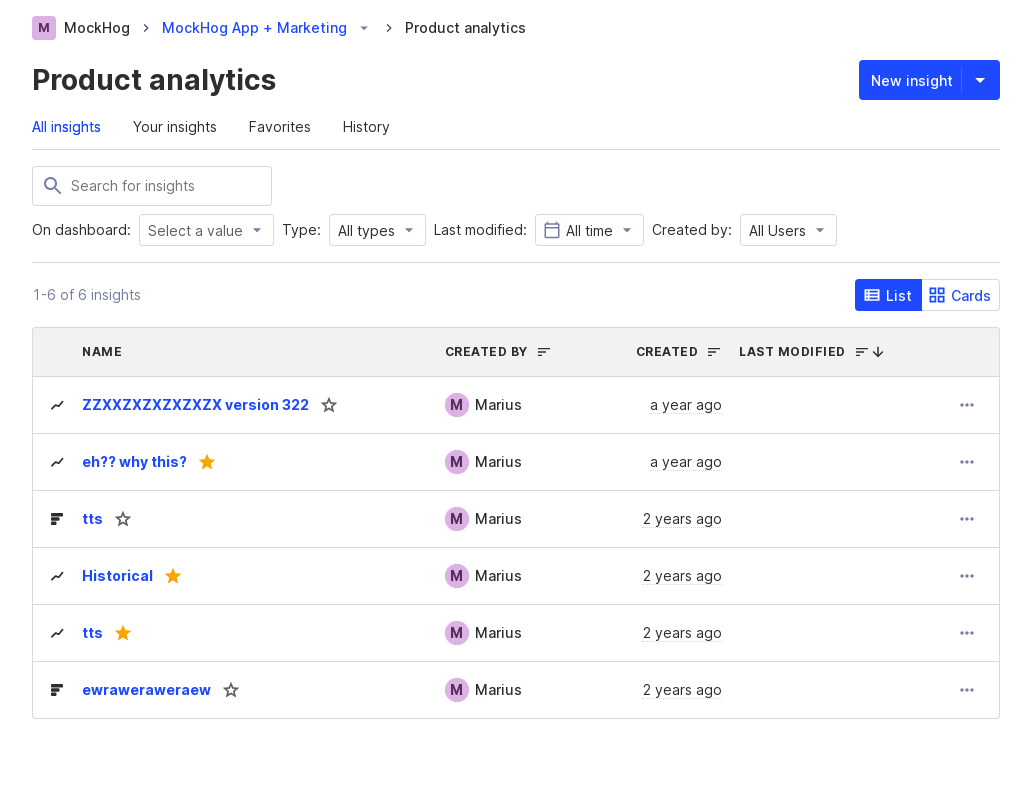 M MockHog MockHog App + Marketing Product analytics
Product analytics
New insight
All insights Your insights Favorites History
Search for insights
On dashboard: Select a value Type: All types Last modified: All time Created by: All Users
1-6 of 6 insights
List Cards
NAME CREATED BY CREATED LAST MODIFIED
ZZXXZXZXZXZXZX version 322 M Marius a year ago
eh?? why this? M Marius a year ago
tts M Marius 2 years ago
Historical M Marius 2 years ago
tts M Marius 2 years ago
ewraweraweraew M Marius 2 years ago